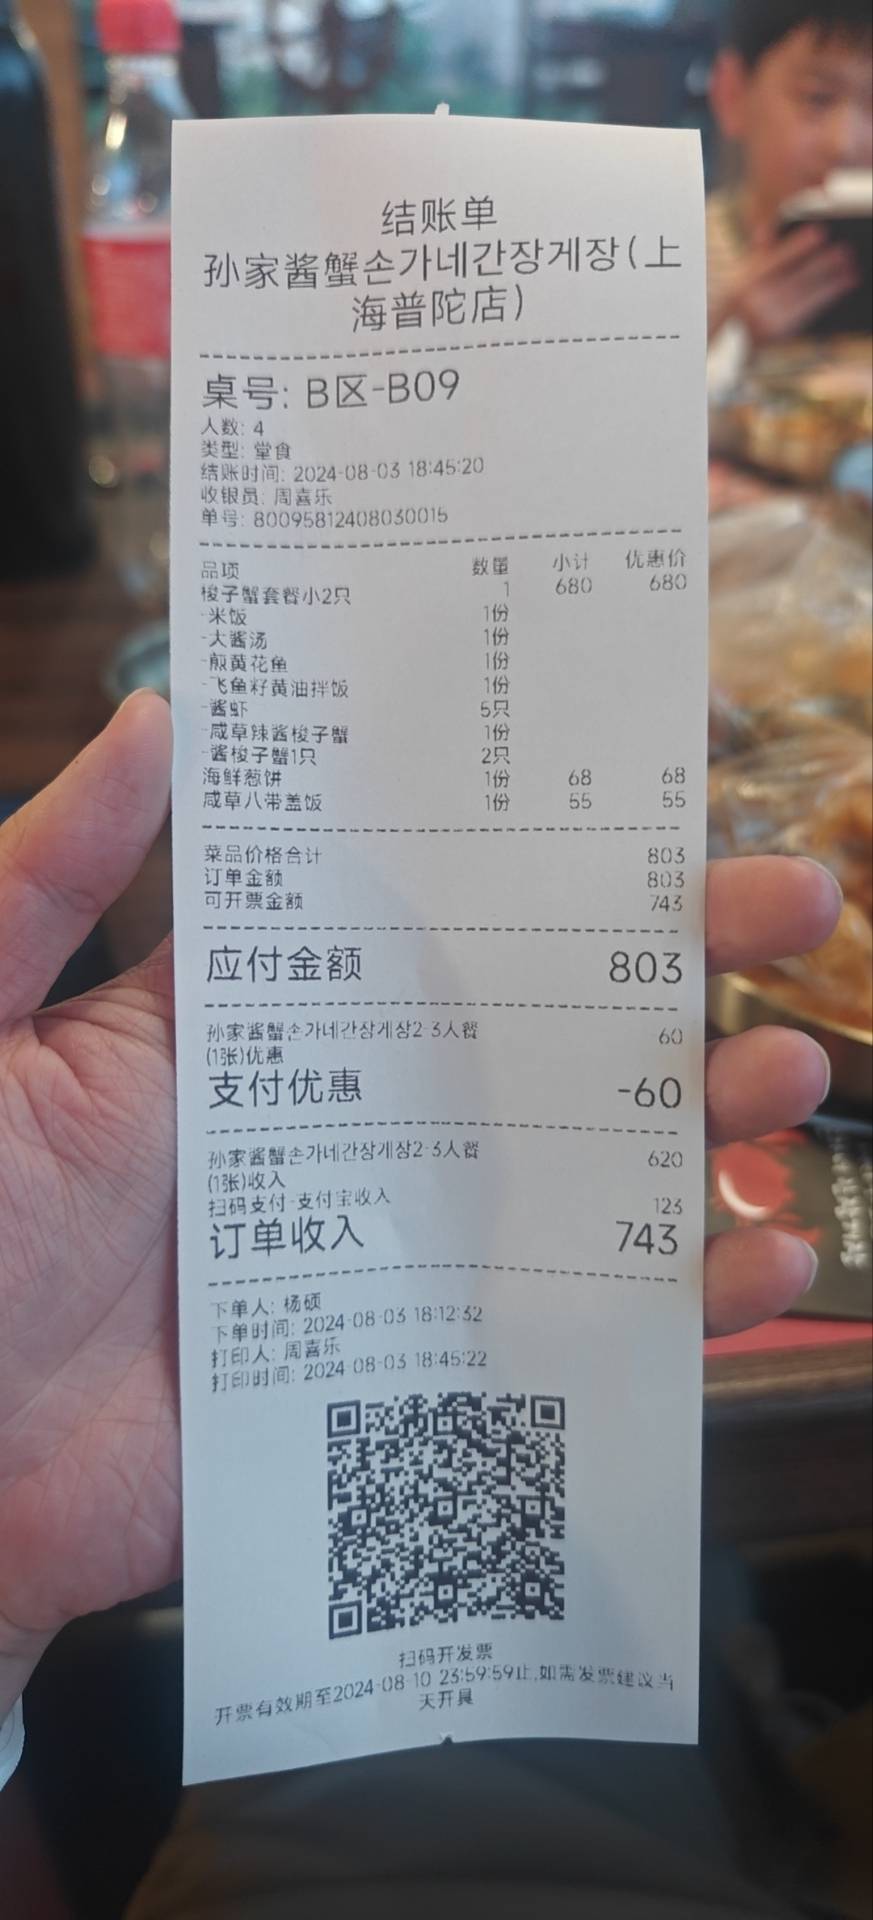 结账单
孙家酱蟹손가네간장게장(上
海普陀店)
桌号: B区-B09
人数: 4
类型: 堂食
结账时间: 2024-08-03 18:45:20
收银员: 周喜乐
单号: 80095812408030015
品项 数量 小计 优惠价
梭子蟹套餐小2只 1 680 680
-米饭 1份
-大酱汤 1份
-煎黄花鱼 1份
-飞鱼籽黄油拌饭 1份
-酱虾 5只
-咸草辣酱梭子蟹 1份
-酱梭子蟹1只 2只
海鲜葱饼 1份 68 68
咸草八带盖饭 1份 55 55
菜品价格合计 803
订单金额 803
可开票金额 743
应付金额 803
孙家酱蟹손가네간장게장2-3人餐 60
(1张)优惠
支付优惠 -60
孙家酱蟹손가네간장게장2-3人餐 620
(1张)收入
扫码支付-支付宝收入 123
订单收入 743
下单人: 杨硕
下单时间: 2024-08-03 18:12:32
打印人: 周喜乐
打印时间: 2024-08-03 18:45:22
扫码开发票
开票有效期至2024-08-10 23:59:59止,如需发票建议当
天开具